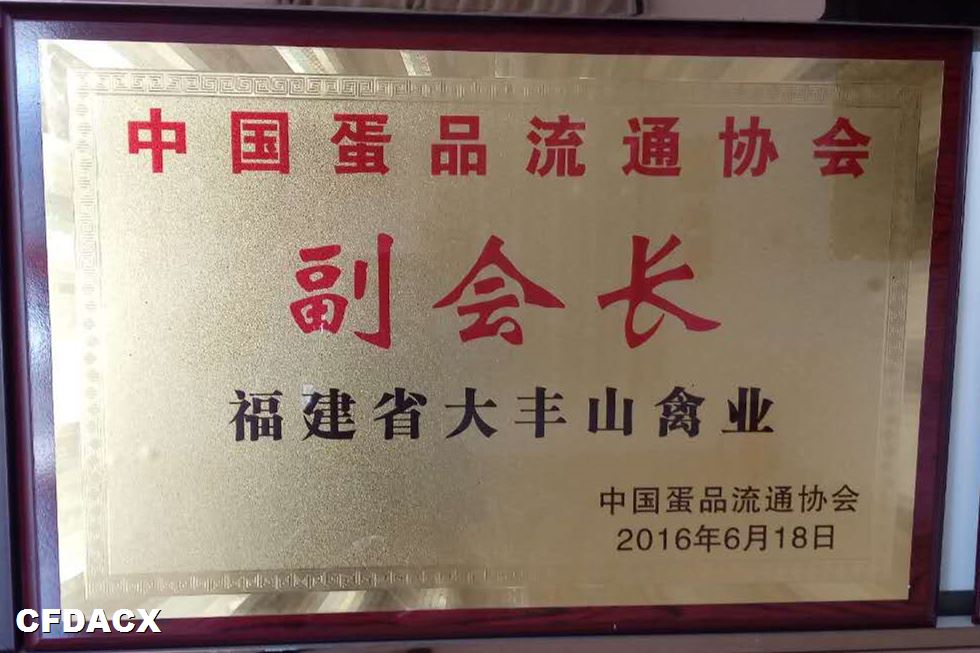 中国蛋品流通协会
副会长
福建省大丰山禽业
中国蛋品流通协会
2016年6月18日
CFDACX